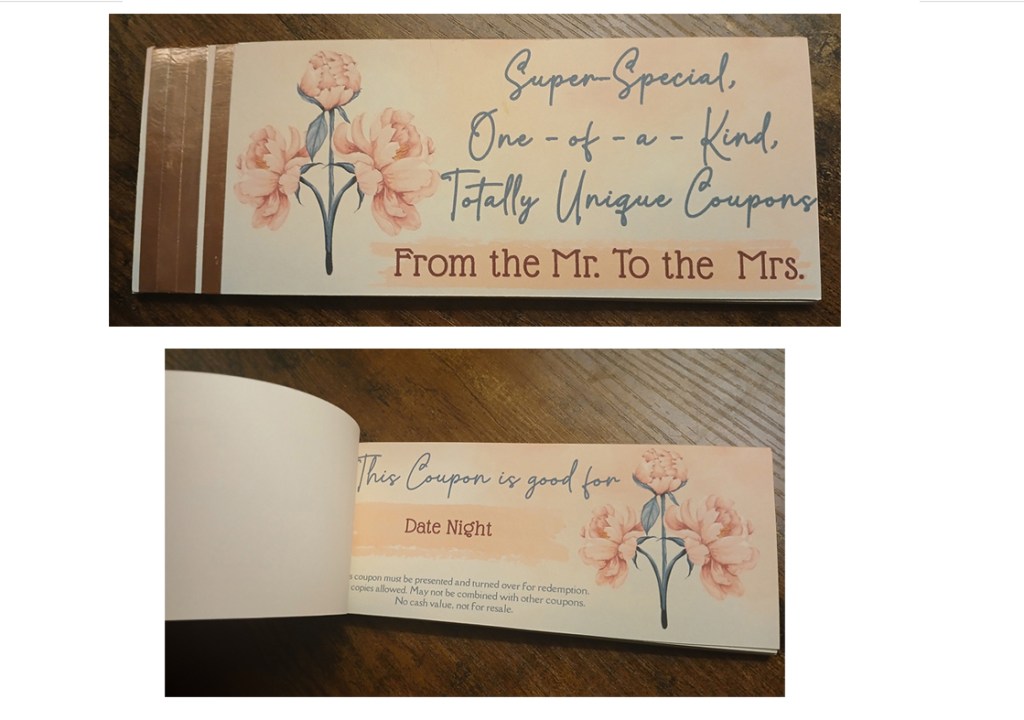 Super-Special,
One - of - a - Kind,
Totally Unique Coupons
From the Mr. To the Mrs.
This Coupon is good for
Date Night
coupon must be presented and turned over for redemption.
copies allowed. May not be combined with other coupons.
No cash value, not for resale.